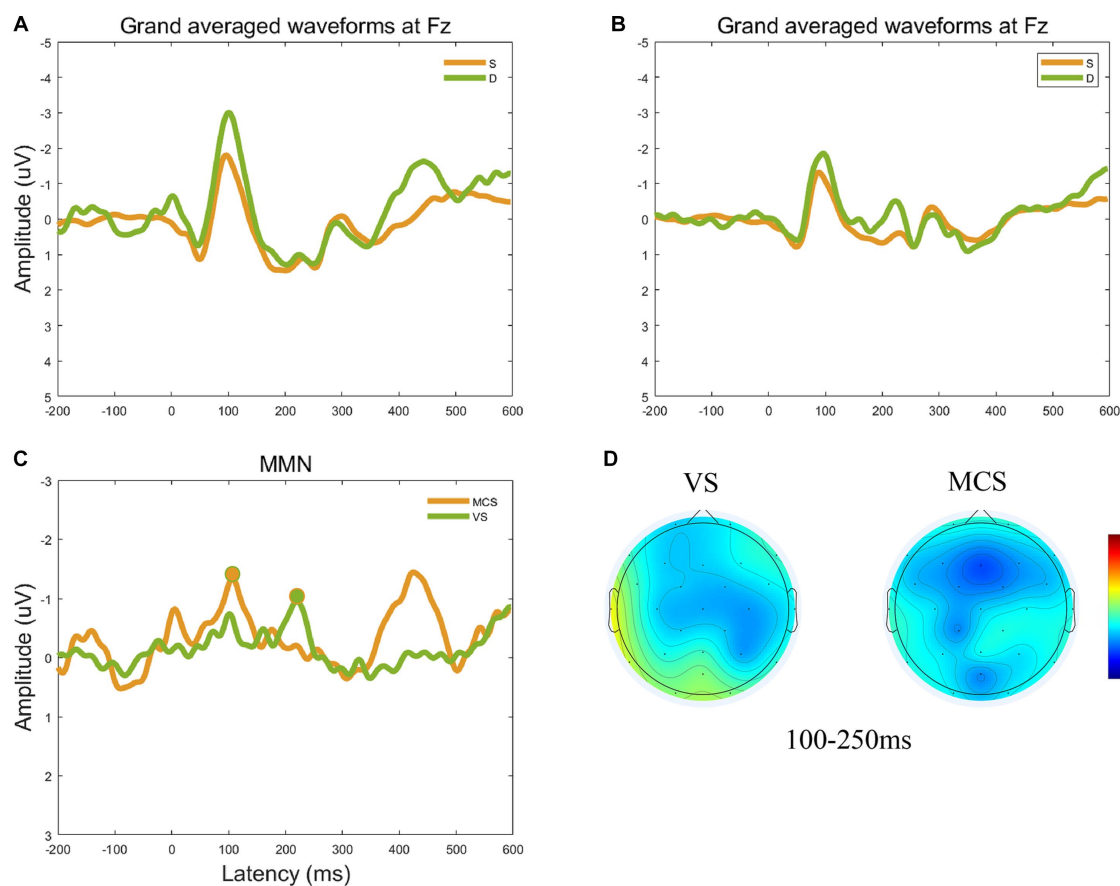 A
Grand averaged waveforms at Fz
-5
-4
-3
-2
-1
0
1
2
3
4
5
Amplitude (uV)
S
D
-200 -100 0 100 200 300 400 500 600
B
Grand averaged waveforms at Fz
-5
-4
-3
-2
-1
0
1
2
3
4
5
S
D
-200 -100 0 100 200 300 400 500 600
C
MMN
-3
-2
-1
0
1
2
3
Amplitude (uV)
MCS
VS
-200 -100 0 100 200 300 400 500 600
Latency (ms)
D
VS MCS
100-250ms